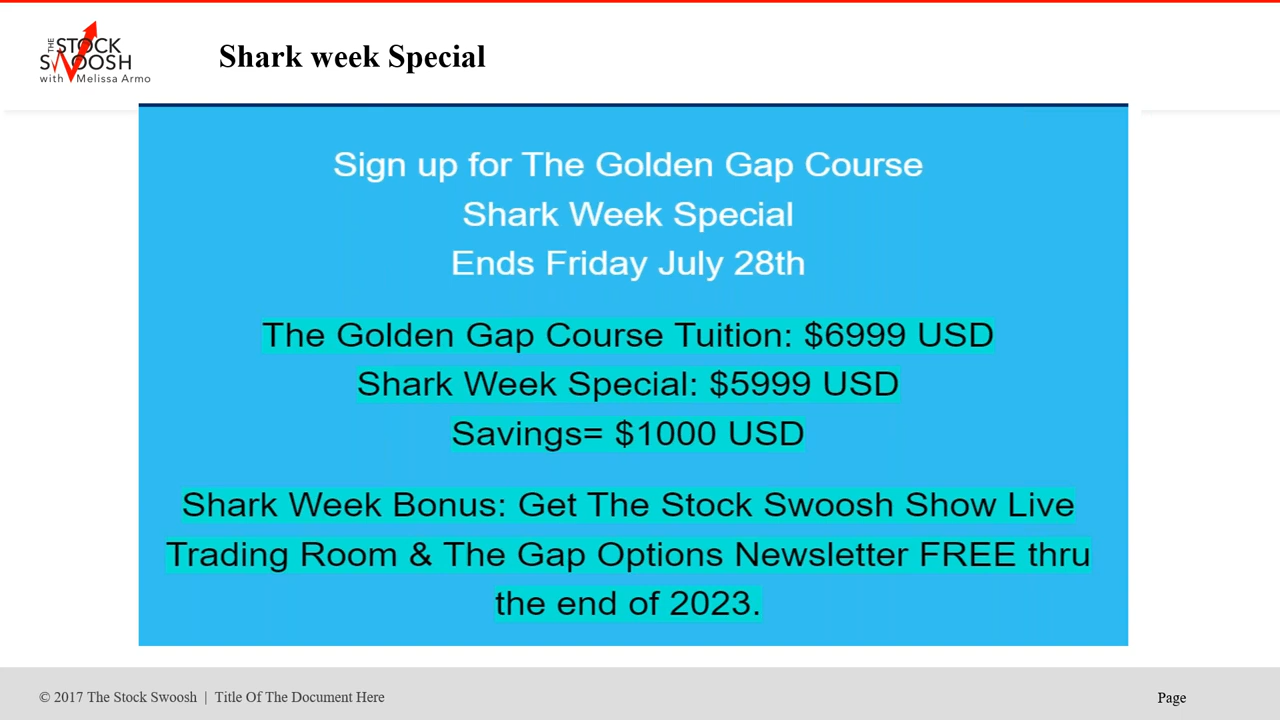 THE STOCK
SWOOSH
with Melissa Armo
Shark week Special
Sign up for The Golden Gap Course
Shark Week Special
Ends Friday July 28th
The Golden Gap Course Tuition: $6999 USD
Shark Week Special: $5999 USD
Savings= $1000 USD
Shark Week Bonus: Get The Stock Swoosh Show Live
Trading Room & The Gap Options Newsletter FREE thru
the end of 2023.
© 2017 The Stock Swoosh | Title Of The Document Here
Page